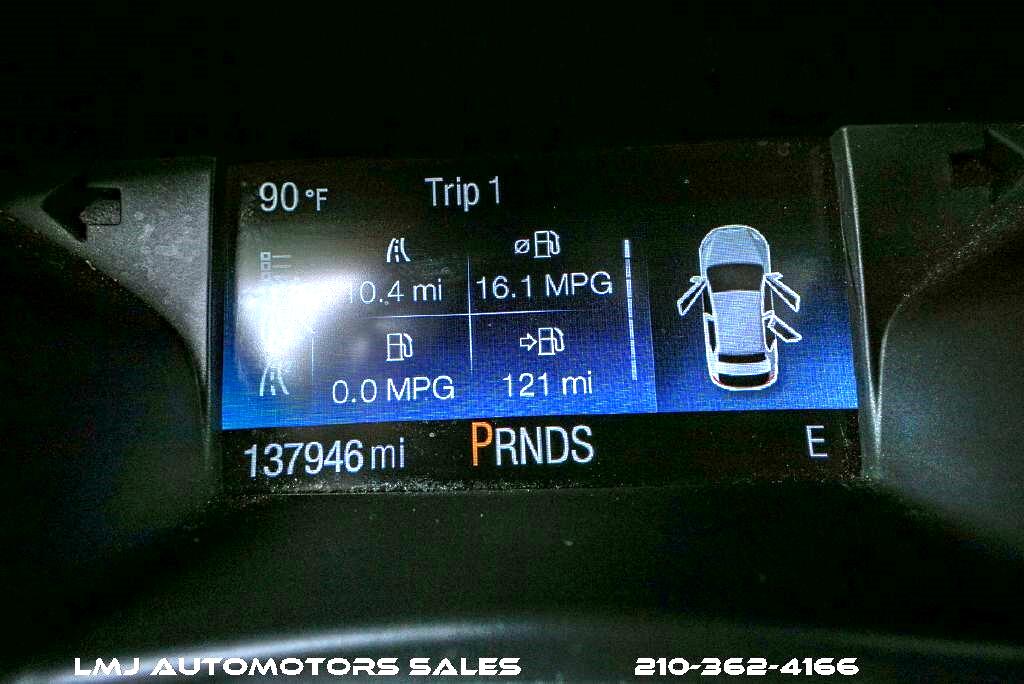 90 °F Trip 1
10.4 mi ⌀ 16.1 MPG
0.0 MPG 121 mi
137946 mi PRNDS E
LMJ AUTOMOTORS SALES 210-362-4166